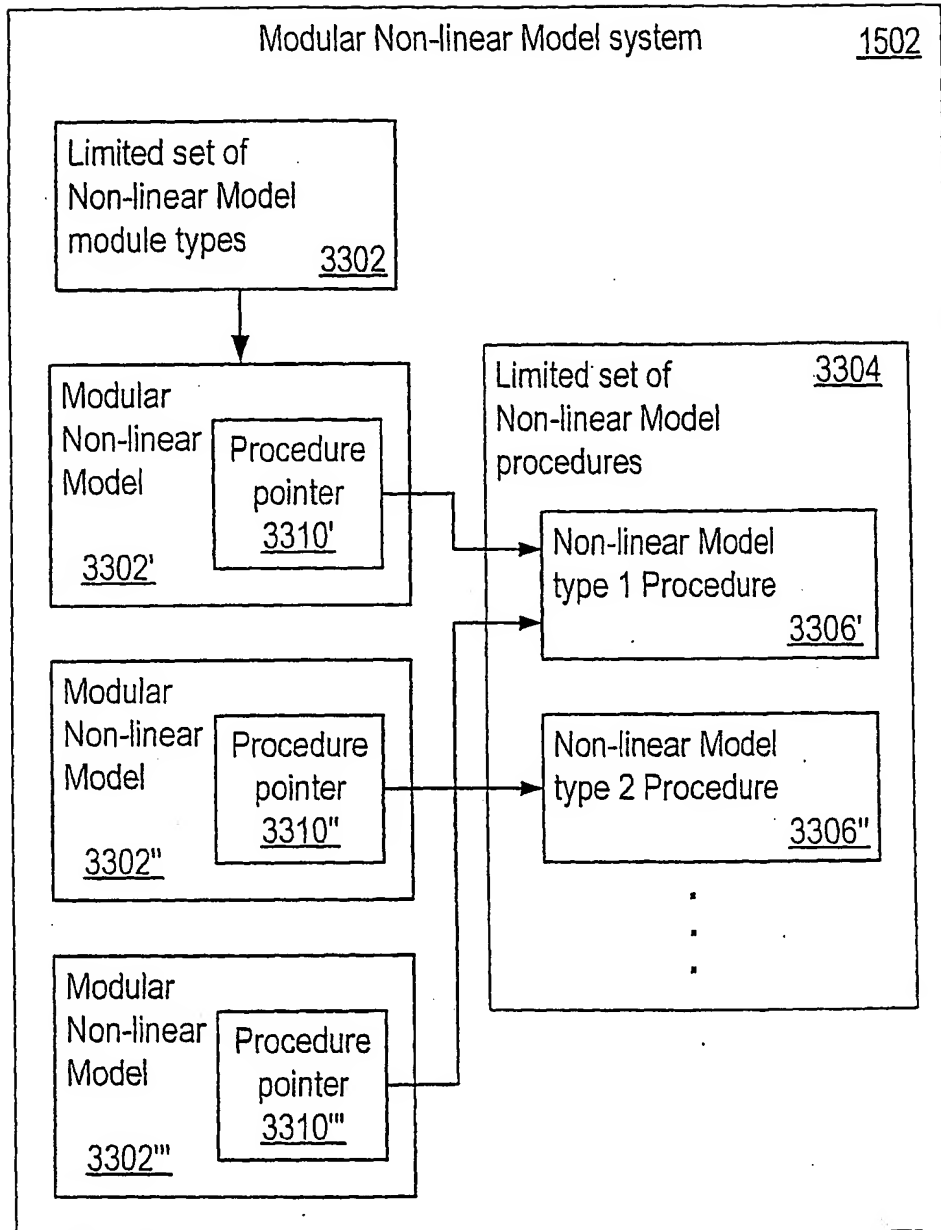 Modular Non-linear Model system 1502
Limited set of
Non-linear Model
module types
3302
Modular
Non-linear
Model
3302'
Procedure
pointer
3310'
Limited set of
Non-linear Model
procedures
3304
Non-linear Model
type 1 Procedure
3306'
Modular
Non-linear
Model
3302"
Procedure
pointer
3310"
Non-linear Model
type 2 Procedure
3306"
Modular
Non-linear
Model
3302'''
Procedure
pointer
3310'''